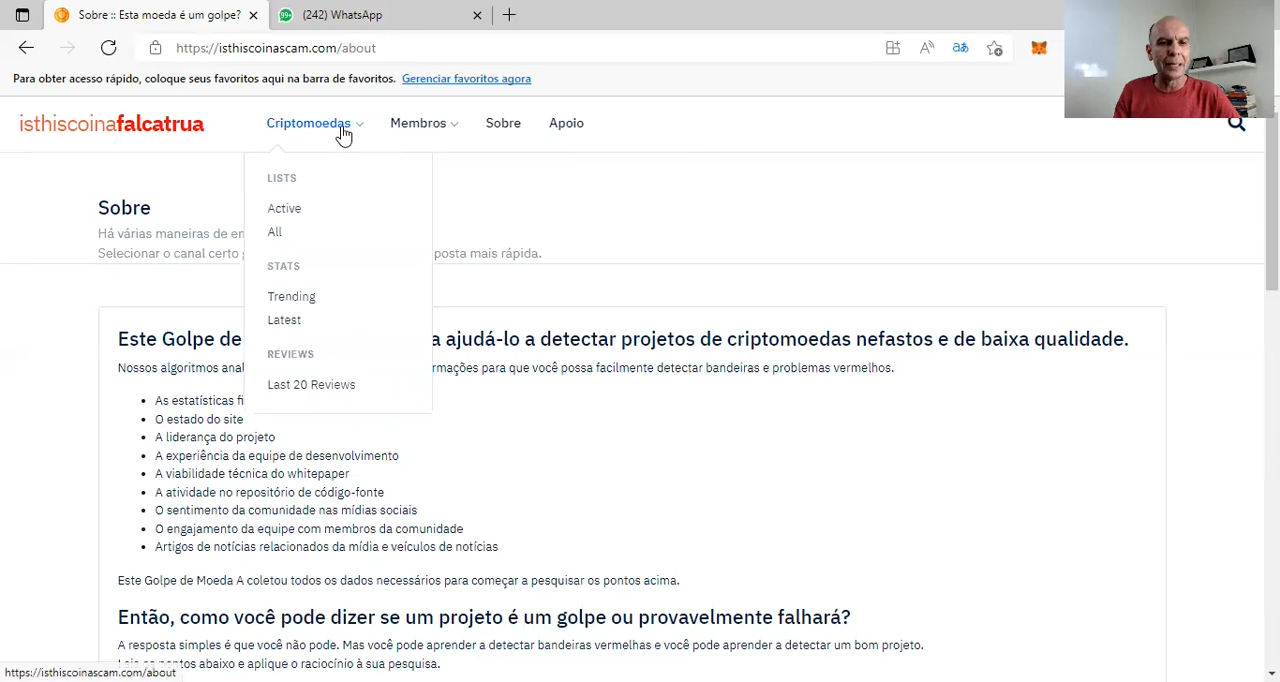 Sobre :: Esta moeda é um golpe?
(242) WhatsApp
https://isthiscoinascam.com/about
Para obter acesso rápido, coloque seus favoritos aqui na barra de favoritos. Gerenciar favoritos agora
isthiscoinafalcatrua
Criptomoedas
Membros
Sobre
Apoio
LISTS
Active
All
STATS
Trending
Latest
REVIEWS
Last 20 Reviews
Sobre
Há várias maneiras de en
Selecionar o canal certo posta mais rápida.
Este Golpe de a ajudá-lo a detectar projetos de criptomoedas nefastos e de baixa qualidade.
Nossos algoritmos anal rmações para que você possa facilmente detectar bandeiras e problemas vermelhos.
As estatísticas fi
O estado do site
A liderança do projeto
A experiência da equipe de desenvolvimento
A viabilidade técnica do whitepaper
A atividade no repositório de código-fonte
O sentimento da comunidade nas mídias sociais
O engajamento da equipe com membros da comunidade
Artigos de notícias relacionados da mídia e veículos de notícias
Este Golpe de Moeda A coletou todos os dados necessários para começar a pesquisar os pontos acima.
Então, como você pode dizer se um projeto é um golpe ou provavelmente falhará?
A resposta simples é que você não pode. Mas você pode aprender a detectar bandeiras vermelhas e você pode aprender a detectar um bom projeto.
Leia os pontos abaixo e aplique o raciocínio à sua pesquisa.
https://isthiscoinascam.com/about